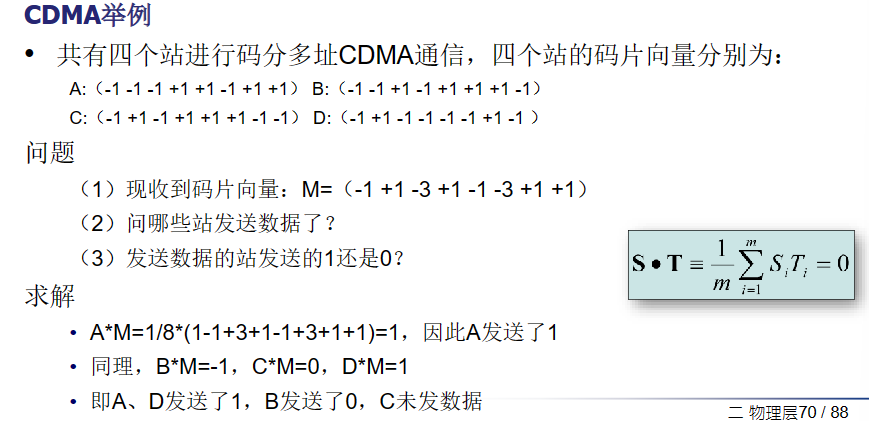 CDMA举例
• 共有四个站进行码分多址CDMA通信，四个站的码片向量分别为：
A:（-1 -1 -1 +1 +1 -1 +1 +1） B:（-1 -1 +1 -1 +1 +1 +1 -1）
C:（-1 +1 -1 +1 +1 +1 -1 -1） D:（-1 +1 -1 -1 -1 -1 +1 -1 ）
问题
（1）现收到码片向量：M=（-1 +1 -3 +1 -1 -3 +1 +1）
（2）问哪些站发送数据了？
（3）发送数据的站发送的1还是0？
S • T ≡ 1/m ∑_{i=1}^{m} S_i T_i = 0
求解
• A*M=1/8*(1-1+3+1-1+3+1+1)=1，因此A发送了1
• 同理，B*M=-1，C*M=0，D*M=1
• 即A、D发送了1，B发送了0，C未发数据
二 物理层70 / 88